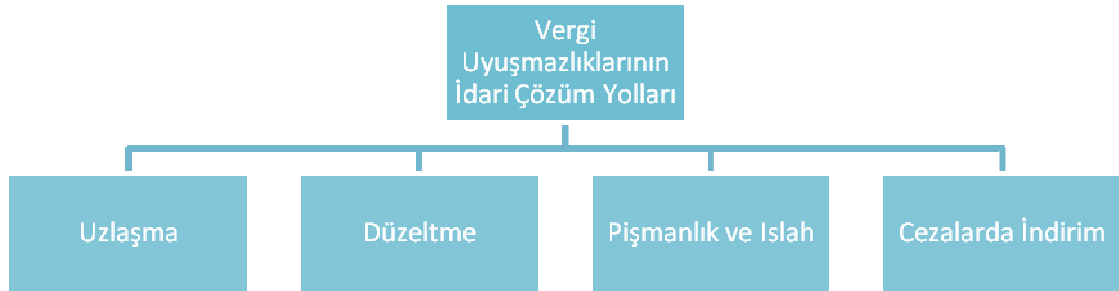 Vergi
Uyuşmazlıklarının
İdari Çözüm Yolları
Uzlaşma
Düzeltme
Pişmanlık ve Islah
Cezalarda İndirim